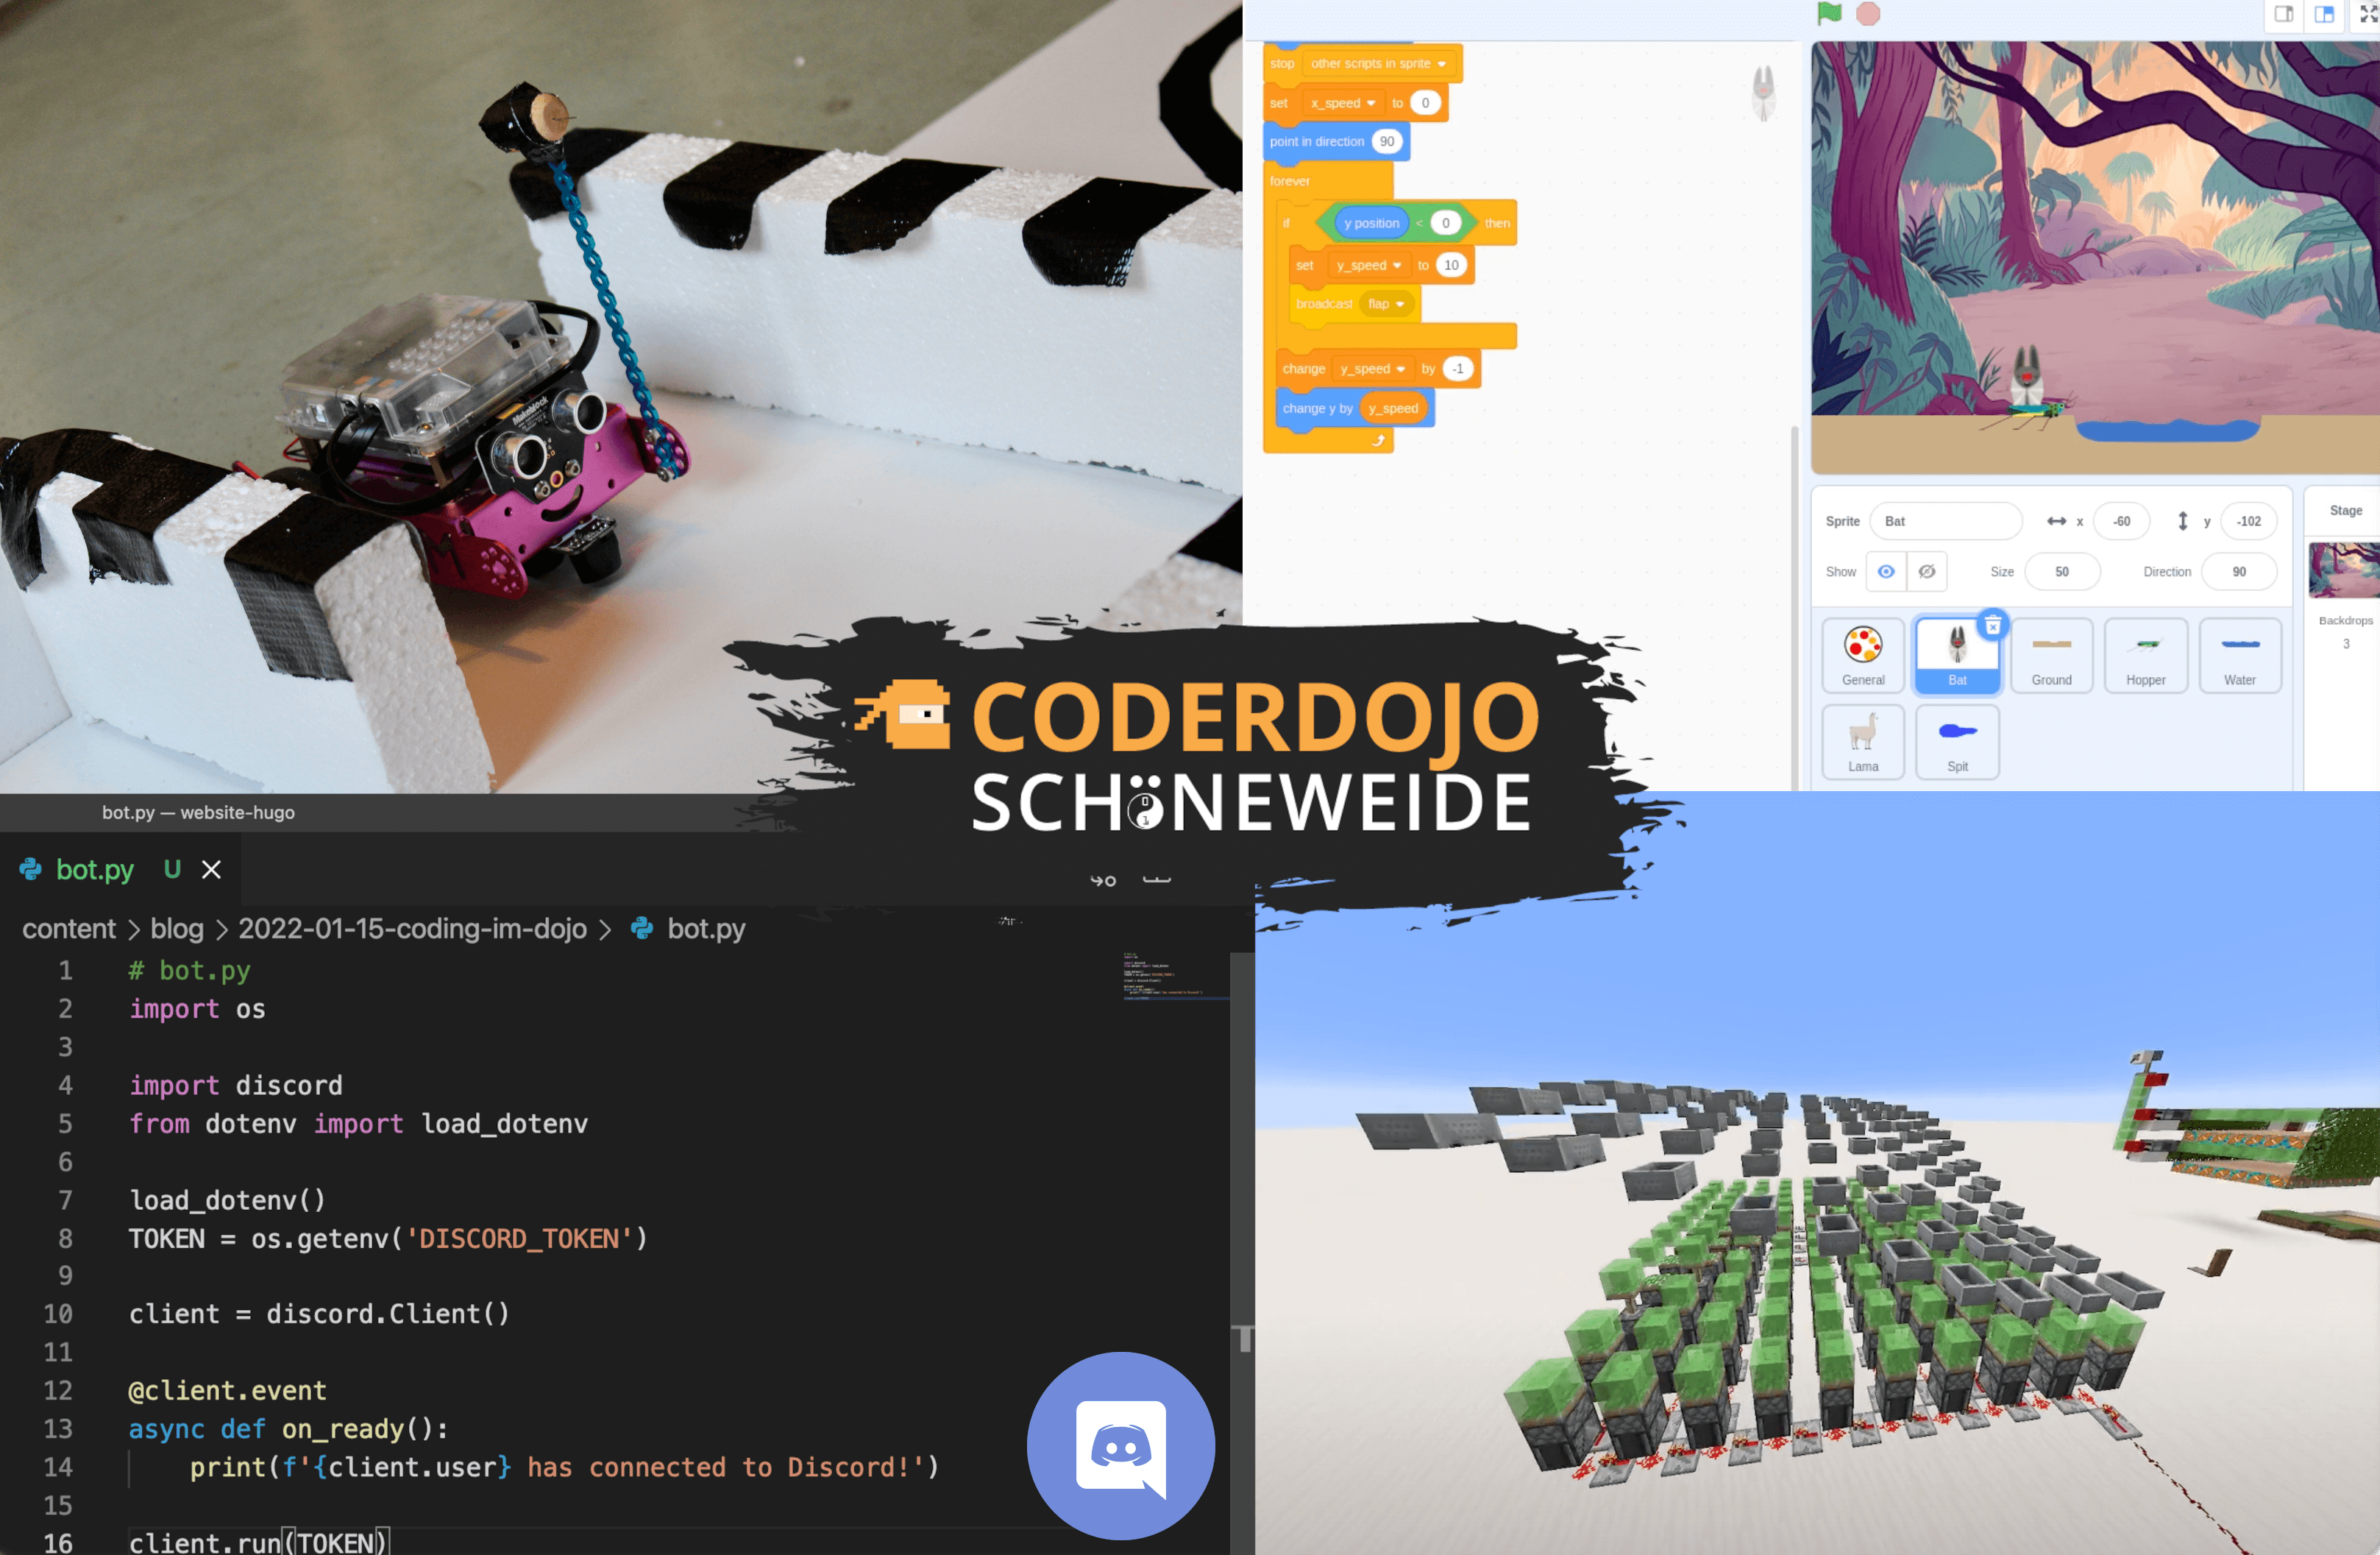 stop other scripts in sprite
set x_speed to 0
point in direction 90
forever
if y position < 0 then
set y_speed to 10
broadcast flap
change y_speed by -1
change y by y_speed
Sprite Bat x -60 y -102
Show Size 50 Direction 90
Stage
Backdrops
3
General Bat Ground Hopper Water
Lama Spit
CODERDOJO
SCHÖNEWEIDE
bot.py — website-hugo
bot.py U
content > blog > 2022-01-15-coding-im-dojo > bot.py
1 # bot.py
2 import os
3
4 import discord
5 from dotenv import load_dotenv
6
7 load_dotenv()
8 TOKEN = os.getenv('DISCORD_TOKEN')
9
10 client = discord.Client()
11
12 @client.event
13 async def on_ready():
14 print(f'{client.user} has connected to Discord!')
15
16 client.run(TOKEN)